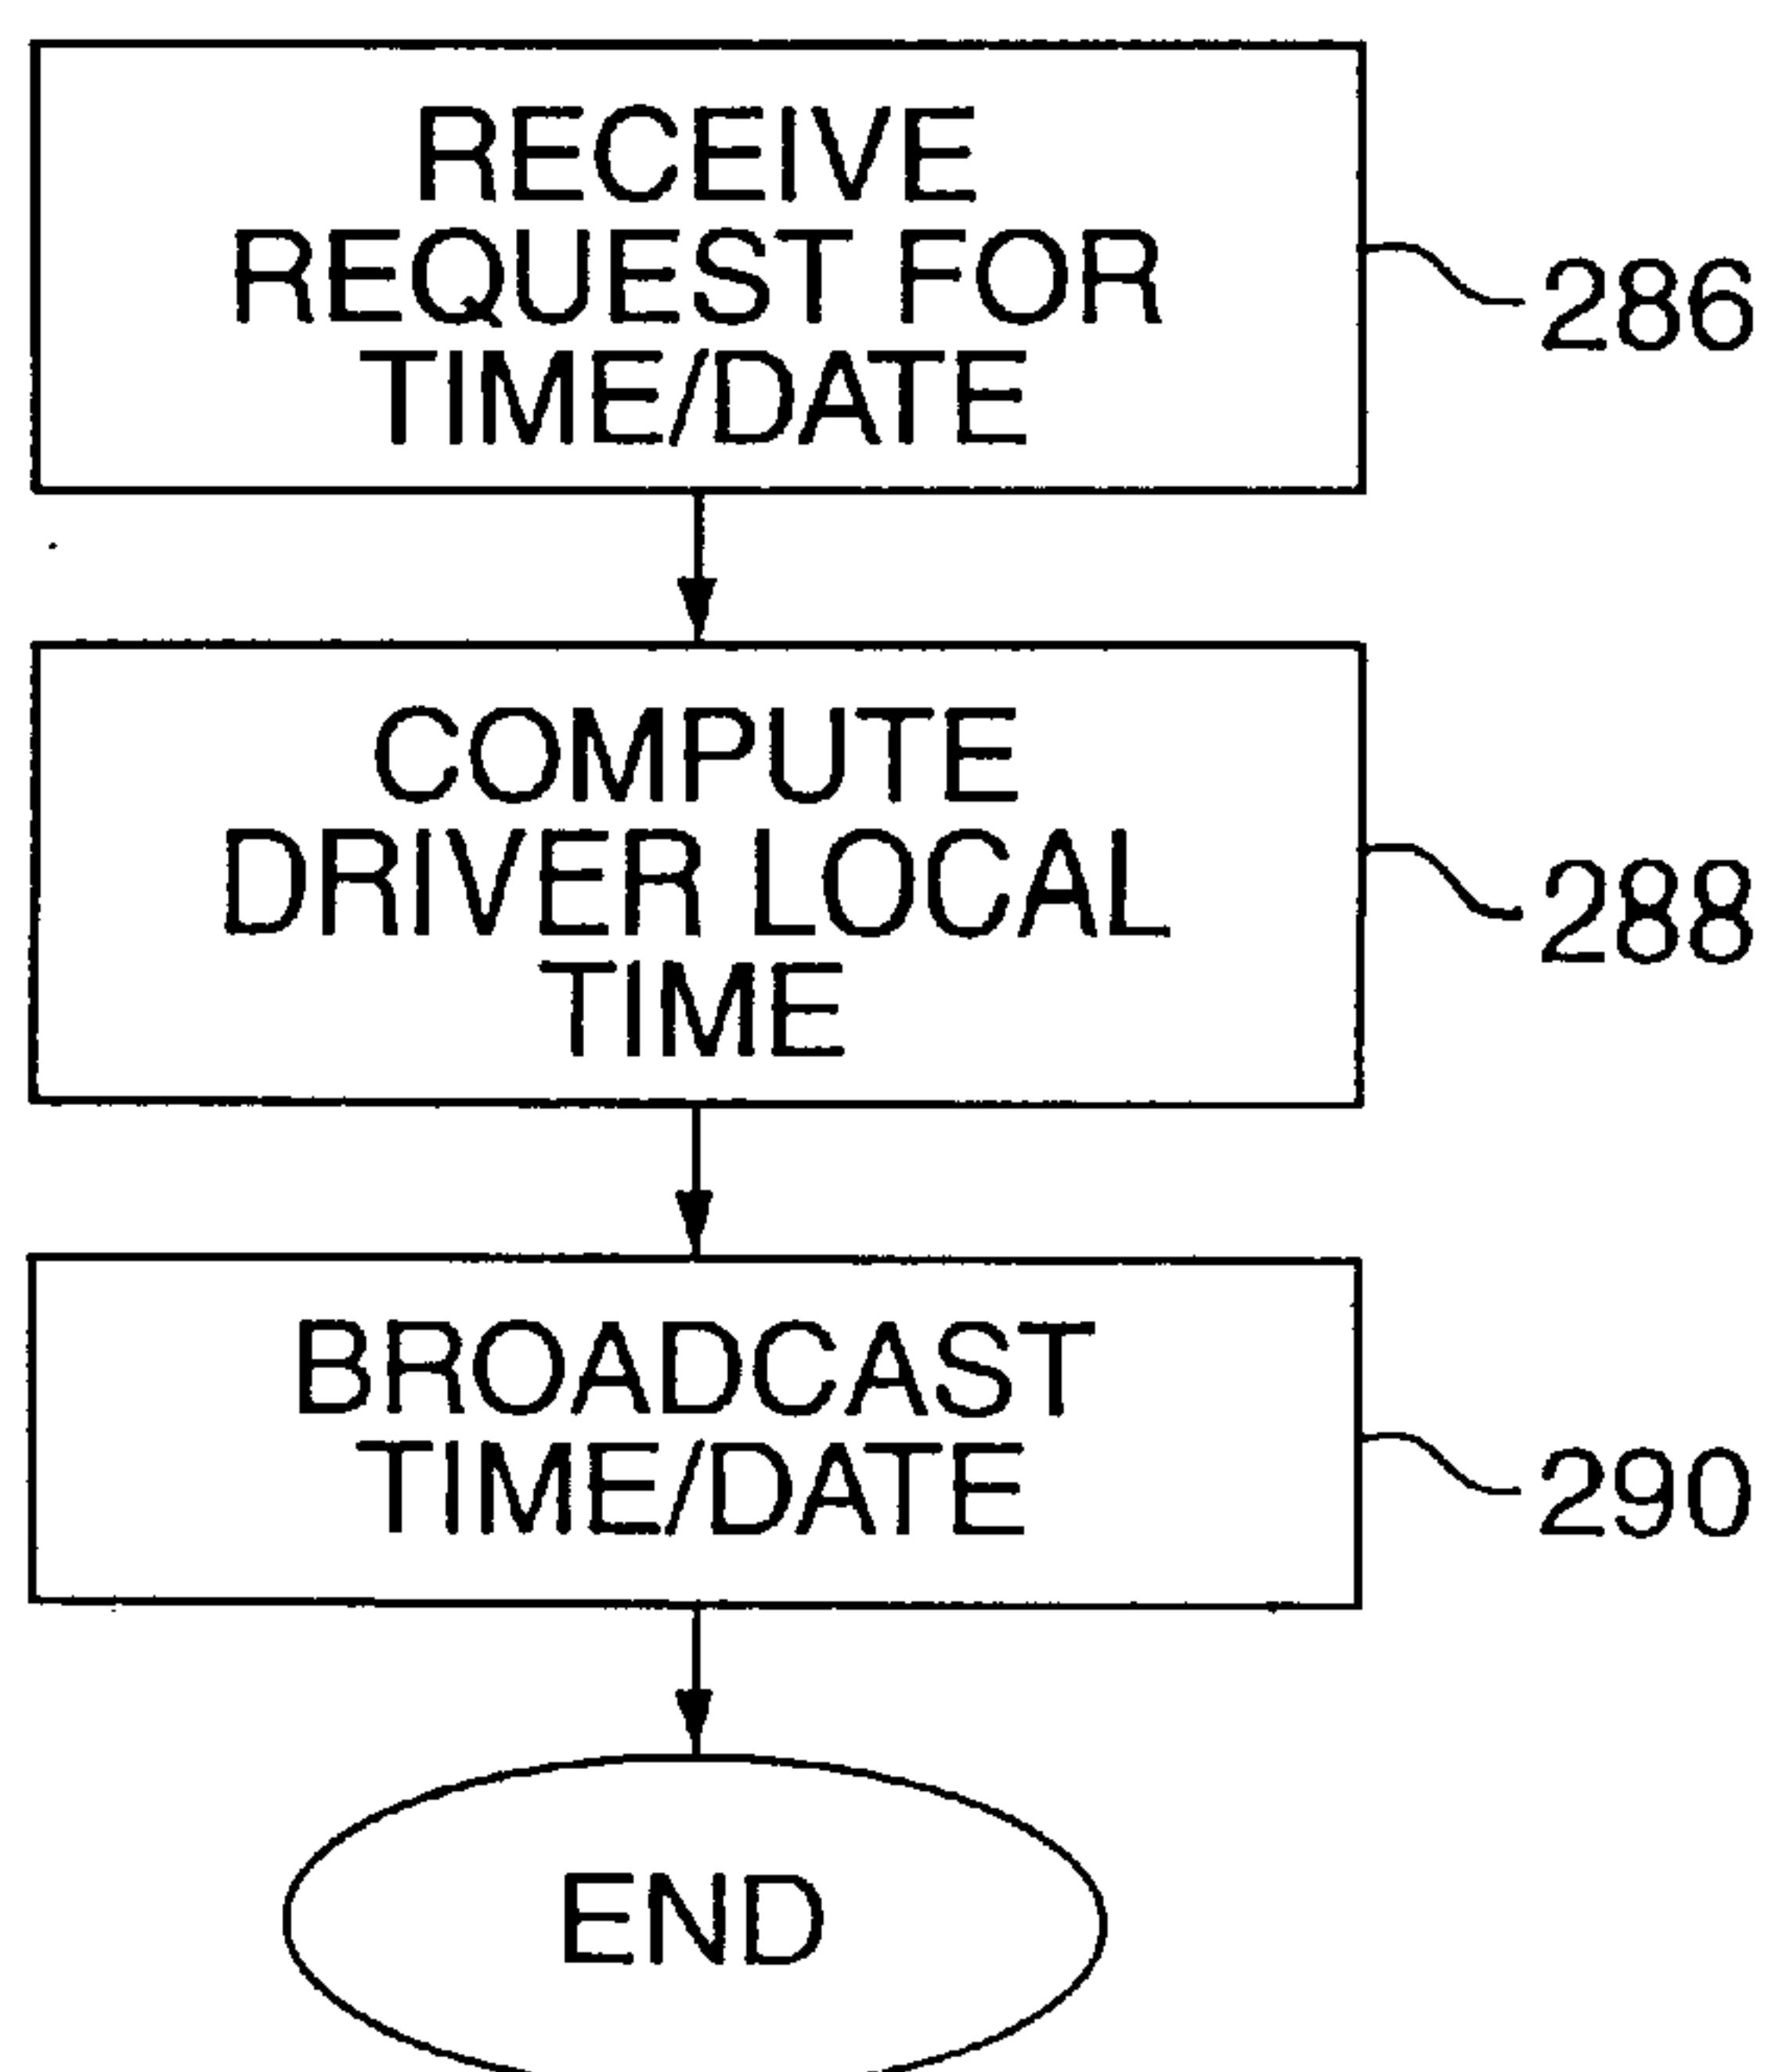 RECEIVE
REQUEST FOR
TIME/DATE
286
COMPUTE
DRIVER LOCAL
TIME
288
BROADCAST
TIME/DATE
290
END